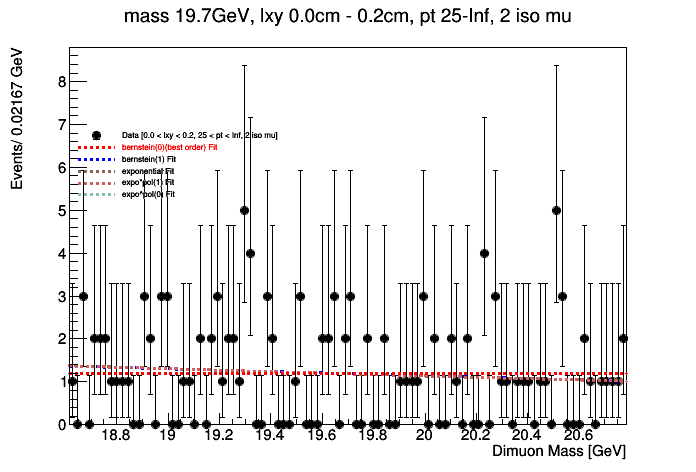 mass 19.7GeV, lxy 0.0cm - 0.2cm, pt 25-Inf, 2 iso mu
Events/ 0.02167 GeV
8
7
6
5
4
3
2
1
0
Data [0.0 < lxy < 0.2, 25 < pt < Inf, 2 iso mu]
bernstein(0)(best order) Fit
bernstein(1) Fit
exponential Fit
expo*pol(1) Fit
expo*pol(0) Fit
18.8 19 19.2 19.4 19.6 19.8 20 20.2 20.4 20.6
Dimuon Mass [GeV]